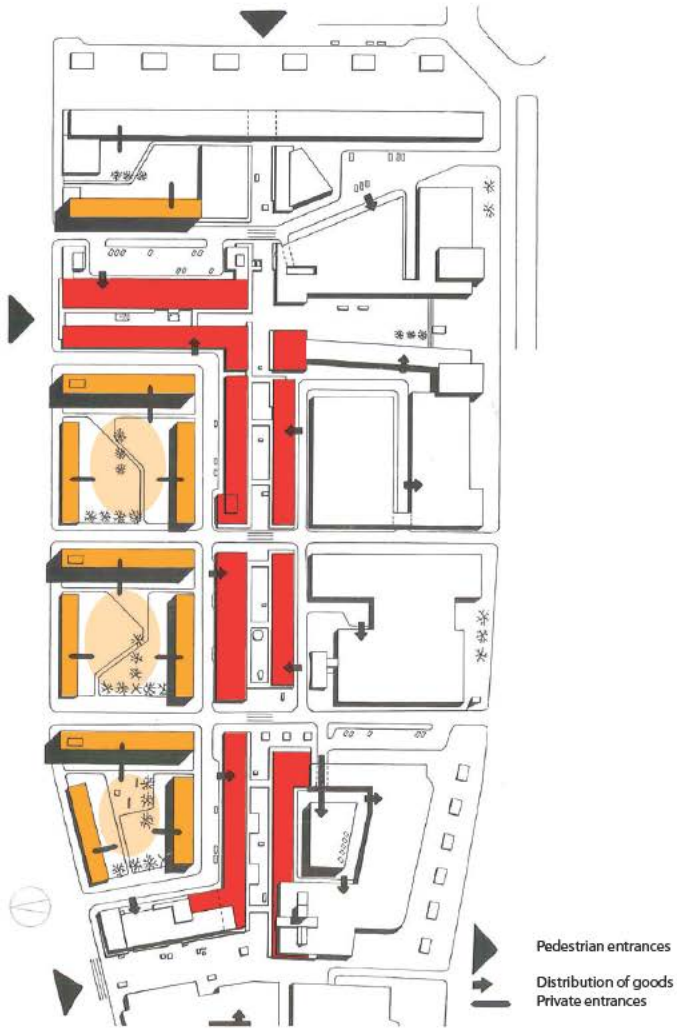 Pedestrian entrances
Distribution of goods
Private entrances